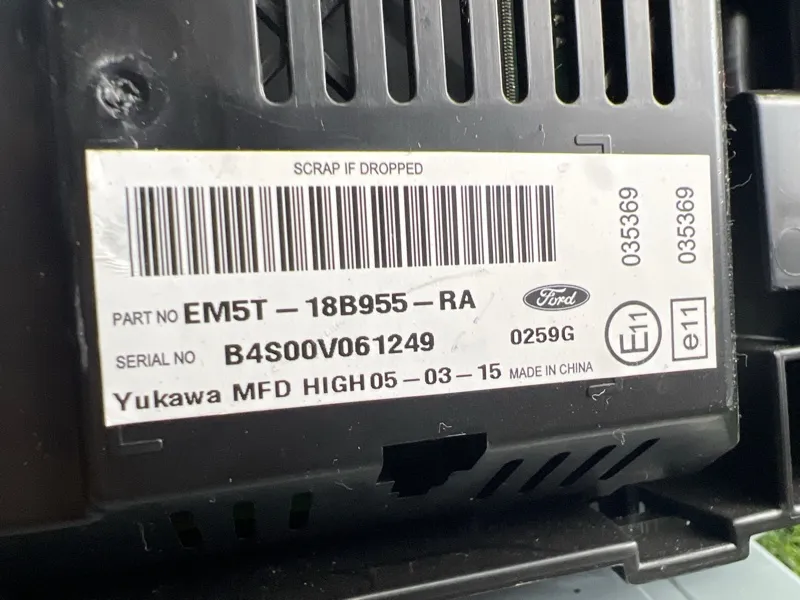 SCRAP IF DROPPED
PART NO EM5T-18B955-RA
Ford
SERIAL NO B4S00V061249 0259G
Yukawa MFD HIGH 05-03-15 MADE IN CHINA
035369
E11
035369
e11